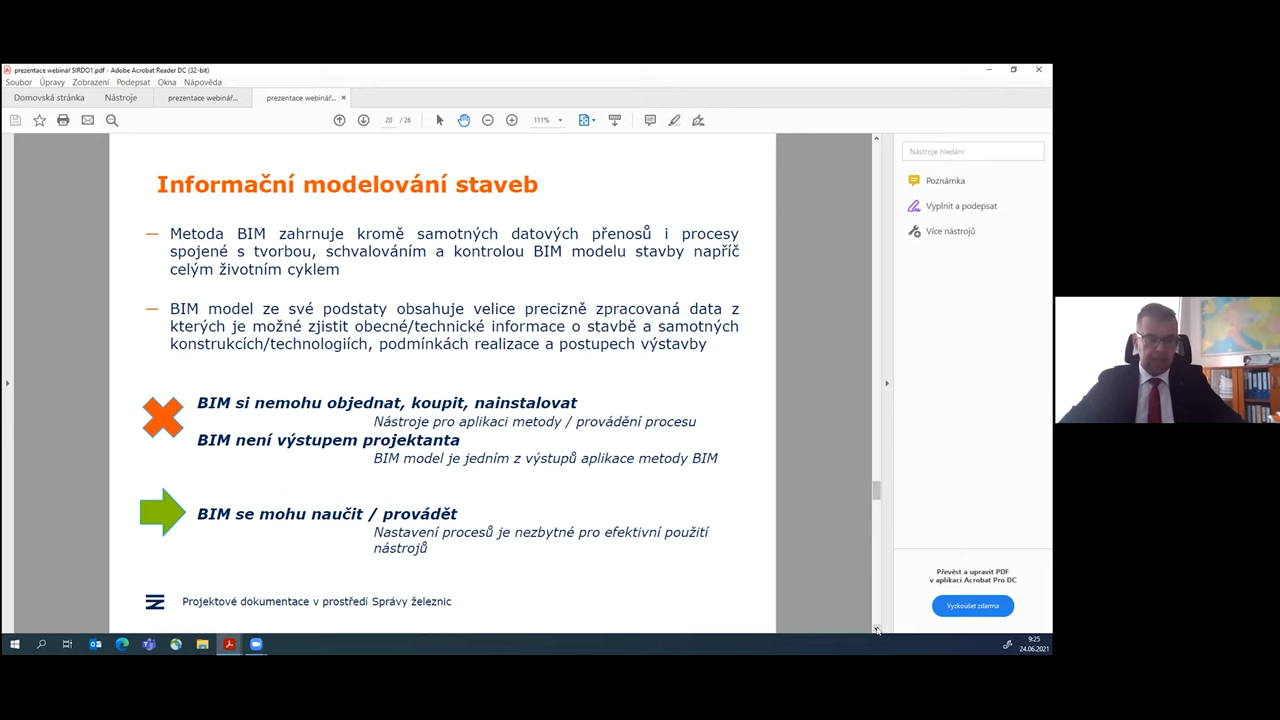 prezentace webinář SIRDO1.pdf - Adobe Acrobat Reader DC (32-bit)
Soubor Úpravy Zobrazení Podepsat Okna Nápověda
Domovská stránka Nástroje prezentace webinář... prezentace webinář... ×
20 / 26 111%
Nástroje hledání
Poznámka
Vyplnit a podepsat
Více nástrojů
Informační modelování staveb
— Metoda BIM zahrnuje kromě samotných datových přenosů i procesy
spojené s tvorbou, schvalováním a kontrolou BIM modelu stavby napříč
celým životním cyklem
— BIM model ze své podstaty obsahuje velice precizně zpracovaná data z
kterých je možné zjistit obecné/technické informace o stavbě a samotných
konstrukcích/technologiích, podmínkách realizace a postupech výstavby
BIM si nemohu objednat, koupit, nainstalovat
Nástroje pro aplikaci metody / provádění procesu
BIM není výstupem projektanta
BIM model je jedním z výstupů aplikace metody BIM
BIM se mohu naučit / provádět
Nastavení procesů je nezbytné pro efektivní použití
nástrojů
Projektové dokumentace v prostředí Správy železnic
Převést a upravit PDF
v aplikaci Acrobat Pro DC
Vyzkoušet zdarma
9:25
24.06.2021